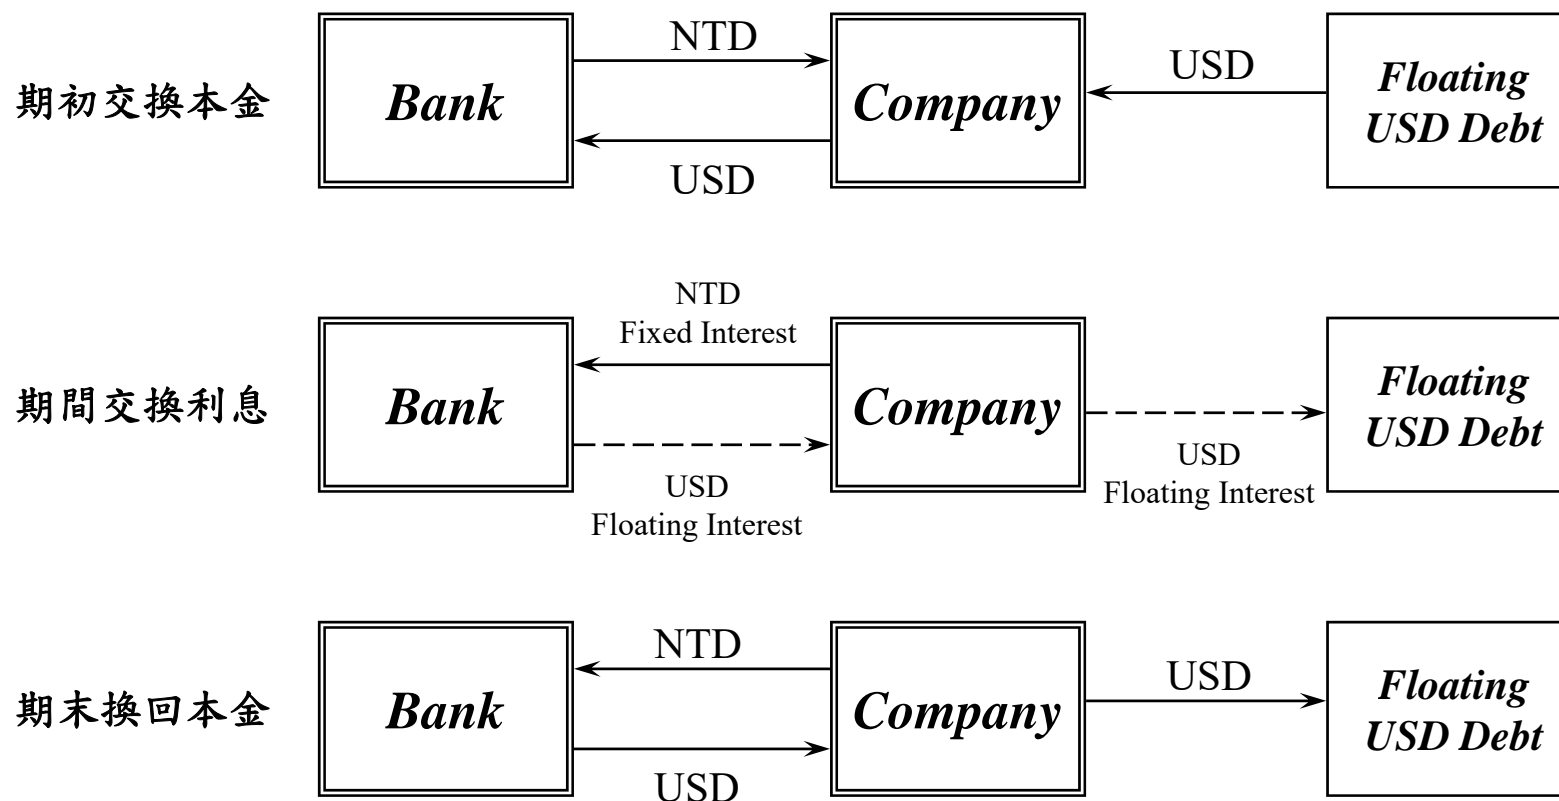 NTD
期初交換本金
Bank
Company
USD
Floating
USD Debt
USD
NTD
Fixed Interest
期間交換利息
Bank
Company
Floating
USD Debt
USD
Floating Interest
USD
Floating Interest
NTD
期末換回本金
Bank
Company
USD
Floating
USD Debt
USD